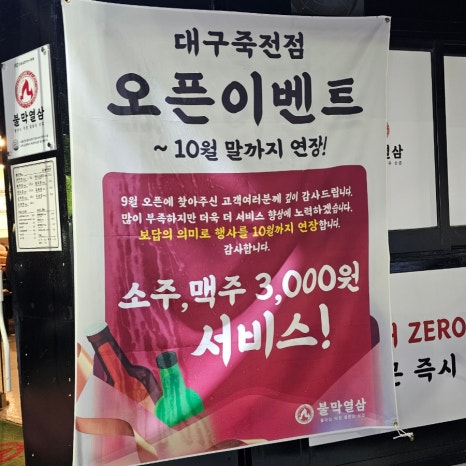 대구죽전점
오픈이벤트
~ 10월 말까지 연장!
9월 오픈에 찾아주신 고객여러분께 깊이 감사드립니다.
많이 부족하지만 더욱 더 서비스 향상에 노력하겠습니다.
보답의 의미로 행사를 10월까지 연장합니다.
감사합니다.
소주,맥주 3,000원
서비스!
불막열삼
불막열삼
막열삼
ZERO
즉시